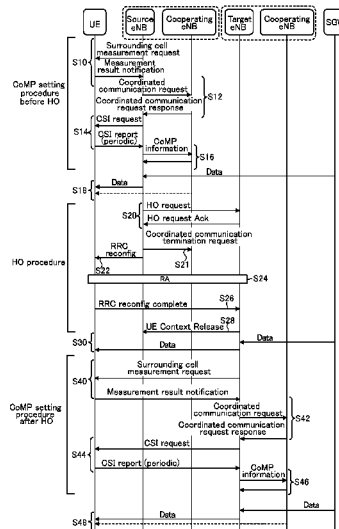 UE
Source
eNB
Cooperating
eNB
Target
eNB
Cooperating
eNB
Surrounding cell
measurement request
S10
Measurement
result notification
Coordinated
communication request
S12
Coordinated communication
request response
CoMP setting
procedure
before HO
CSI request
S14
CSI report
(periodic)
CoMP
information
S16
Data
Data
S18
HO request
S20
HO request Ack
Coordinated communication
termination request
RRC
reconfig
S21
S22
HO procedure
RA
S24
S26
RRC reconfig complete
S28
UE Context Release
Data
S30
Data
Surrounding cell
measurement request
S40
Measurement result notification
Coordinated
communication request
S42
Coordinated communication
request response
CoMP setting
procedure
after HO
CSI request
S44
CSI report (periodic)
CoMP
information
S46
Data
Data
S48